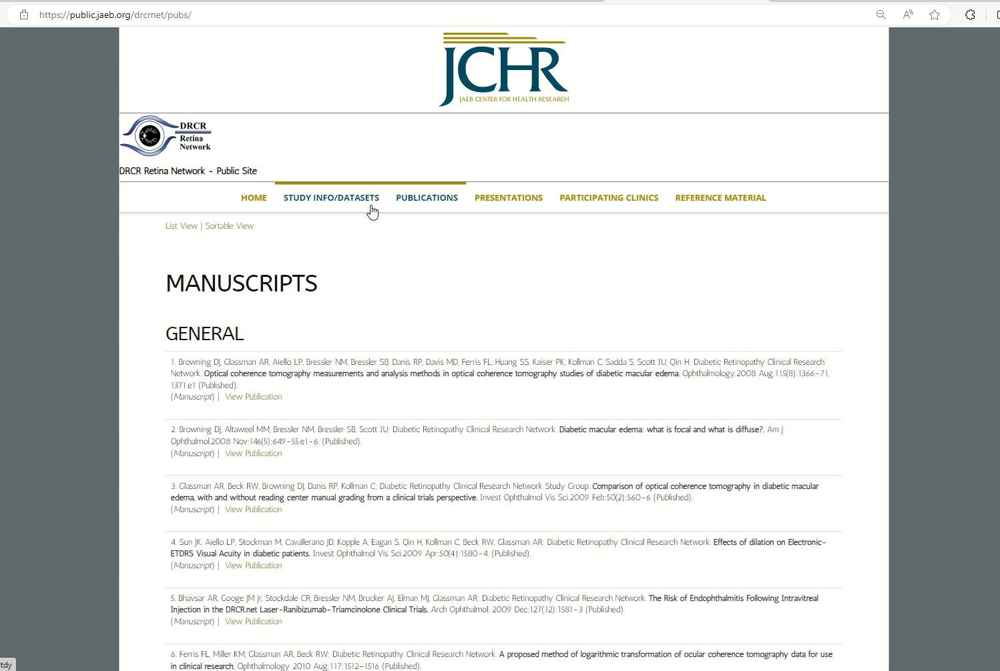 https://public.jaeb.org/drcrnet/pubs/
JCHR
JAEB CENTER FOR HEALTH RESEARCH
DRCR
Retina
Network
DRCR Retina Network - Public Site
HOME STUDY INFO/DATASETS PUBLICATIONS PRESENTATIONS PARTICIPATING CLINICS REFERENCE MATERIAL
List View | Sortable View
MANUSCRIPTS
GENERAL
1. Browning DJ, Glassman AR, Aiello LP, Bressler NM, Bressler SB, Danis RP, Davis MD, Ferris FL, Huang SS, Kaiser PK, Kollman C, Sadda S, Scott IU, Qin H; Diabetic Retinopathy Clinical Research
Network. Optical coherence tomography measurements and analysis methods in optical coherence tomography studies of diabetic macular edema. Ophthalmology.2008 Aug;115(8):1366-71,
1371.e1 (Published).
(Manuscript) | View Publication
2. Browning DJ, Altaweel MM, Bressler NM, Bressler SB, Scott IU; Diabetic Retinopathy Clinical Research Network. Diabetic macular edema: what is focal and what is diffuse?. Am J
Ophthalmol.2008 Nov;146(5):649-55.e1-6. (Published).
(Manuscript) | View Publication
3. Glassman AR, Beck RW, Browning DJ, Danis RP, Kollman C; Diabetic Retinopathy Clinical Research Network Study Group. Comparison of optical coherence tomography in diabetic macular
edema, with and without reading center manual grading from a clinical trials perspective. Invest Ophthalmol Vis Sci.2009 Feb;50(2):560-6 (Published).
(Manuscript) | View Publication
4. Sun JK, Aiello LP, Stockman M, Cavallerano JD, Kopple A, Eagan S, Qin H, Kollman C, Beck RW, Glassman AR; Diabetic Retinopathy Clinical Research Network. Effects of dilation on Electronic-
ETDRS Visual Acuity in diabetic patients. Invest Ophthalmol Vis Sci.2009 Apr;50(4):1580-4. (Published).
(Manuscript) | View Publication
5. Bhavsar AR, Googe JM Jr, Stockdale CR, Bressler NM, Brucker AJ, Elman MJ, Glassman AR; Diabetic Retinopathy Clinical Research Network. The Risk of Endophthalmitis Following Intravitreal
Injection in the DRCR.net Laser-Ranibizumab-Triamcinolone Clinical Trials. Arch Ophthalmol. 2009 Dec;127(12):1581-3 (Published).
(Manuscript) | View Publication
6. Ferris FL, Miller KM, Glassman AR, Beck RW; Diabetic Retinopathy Clinical Research Network. A proposed method of logarithmic transformation of ocular coherence tomography data for use
in clinical research. Ophthalmology 2010 Aug;117:1512–1516 (Published).
tdy